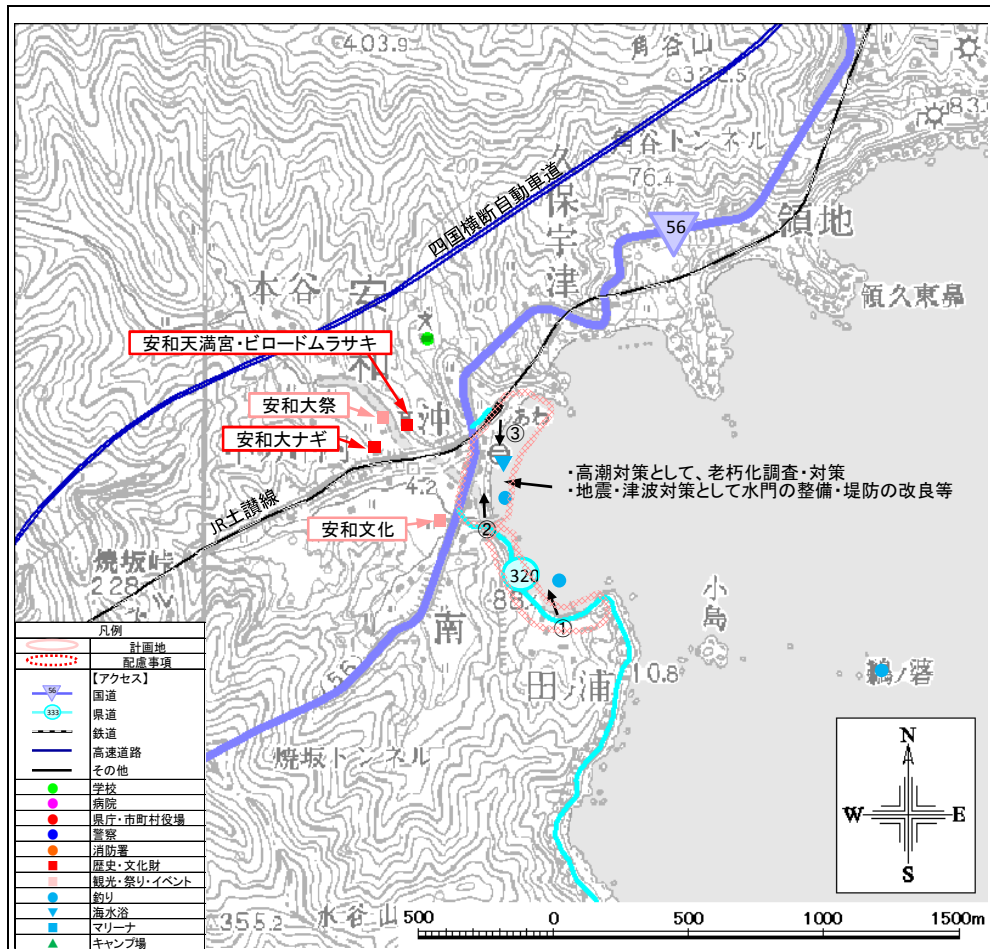 403.9
角谷山
角谷トンネル
76.4
久保宇津
56
領地
四国横断自動車道
領久東鼻
本谷
安和
安和天満宮・ビロードムラサキ
安和大祭
沖
あわ
③
安和大ナギ
・高潮対策として、老朽化調査・対策
・地震・津波対策として水門の整備・堤防の改良等
4.2
JR土讃線
安和文化
②
焼坂峠
228
320
88.
①
小島
南
田ノ浦
10.8
56
焼坂トンネル
凡例
計画地
配慮事項
【アクセス】
56
国道
333
県道
鉄道
高速道路
その他
学校
病院
県庁・市町村役場
警察
消防署
歴史・文化財
観光・祭り・イベント
釣り
海水浴
マリーナ
キャンプ場
N
W
E
S
355.2
水谷山
500
0
500
1000
1500m